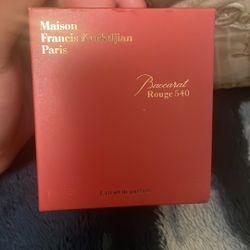 Maison
Francis Kurkdjian
Paris
Baccarat
Rouge 540
Extrait de parfum